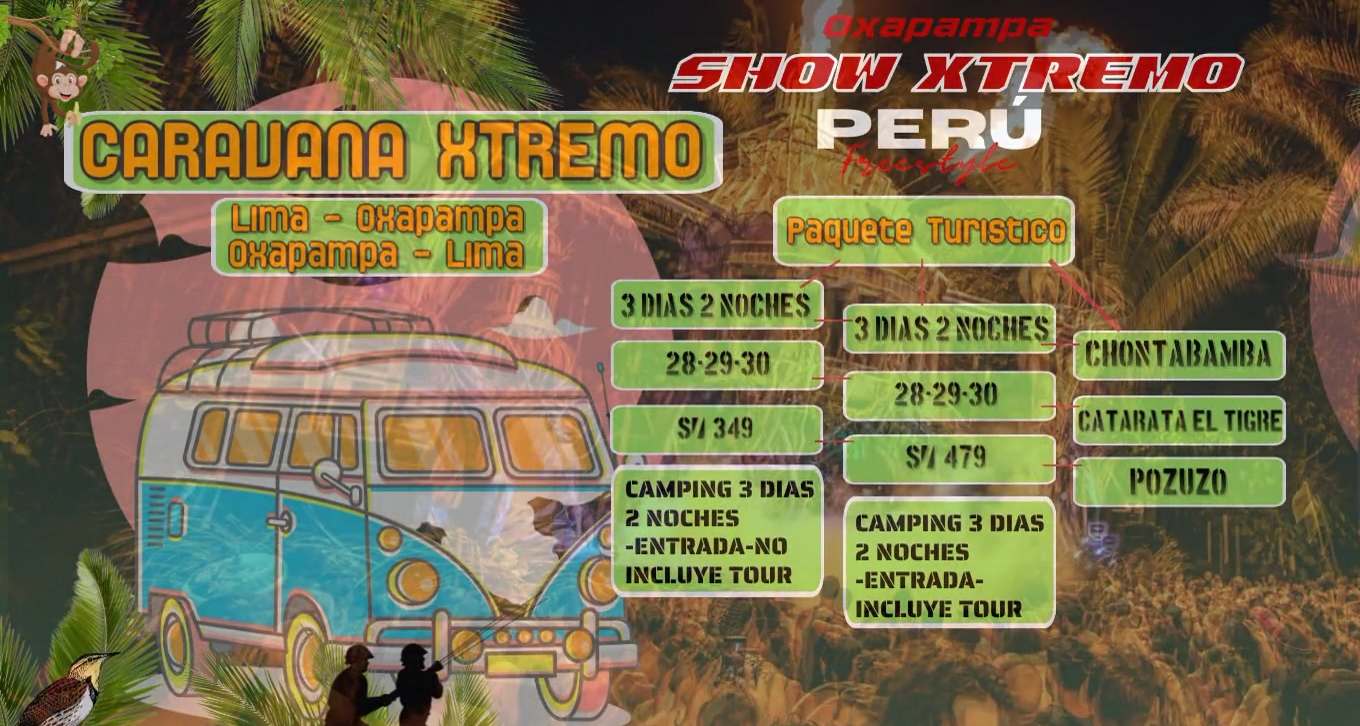 Oxapampa
SHOW XTREMO
PERÚ
Freestyle
CARAVANA XTREMO
Lima - Oxapampa
Oxapampa - Lima
Paquete Turistico
3 DIAS 2 NOCHES
28-29-30
S/ 349
CAMPING 3 DIAS
2 NOCHES
-ENTRADA-NO
INCLUYE TOUR
3 DIAS 2 NOCHES
28-29-30
S/ 479
CAMPING 3 DIAS
2 NOCHES
-ENTRADA-
INCLUYE TOUR
CHONTABAMBA
CATARATA EL TIGRE
POZUZO